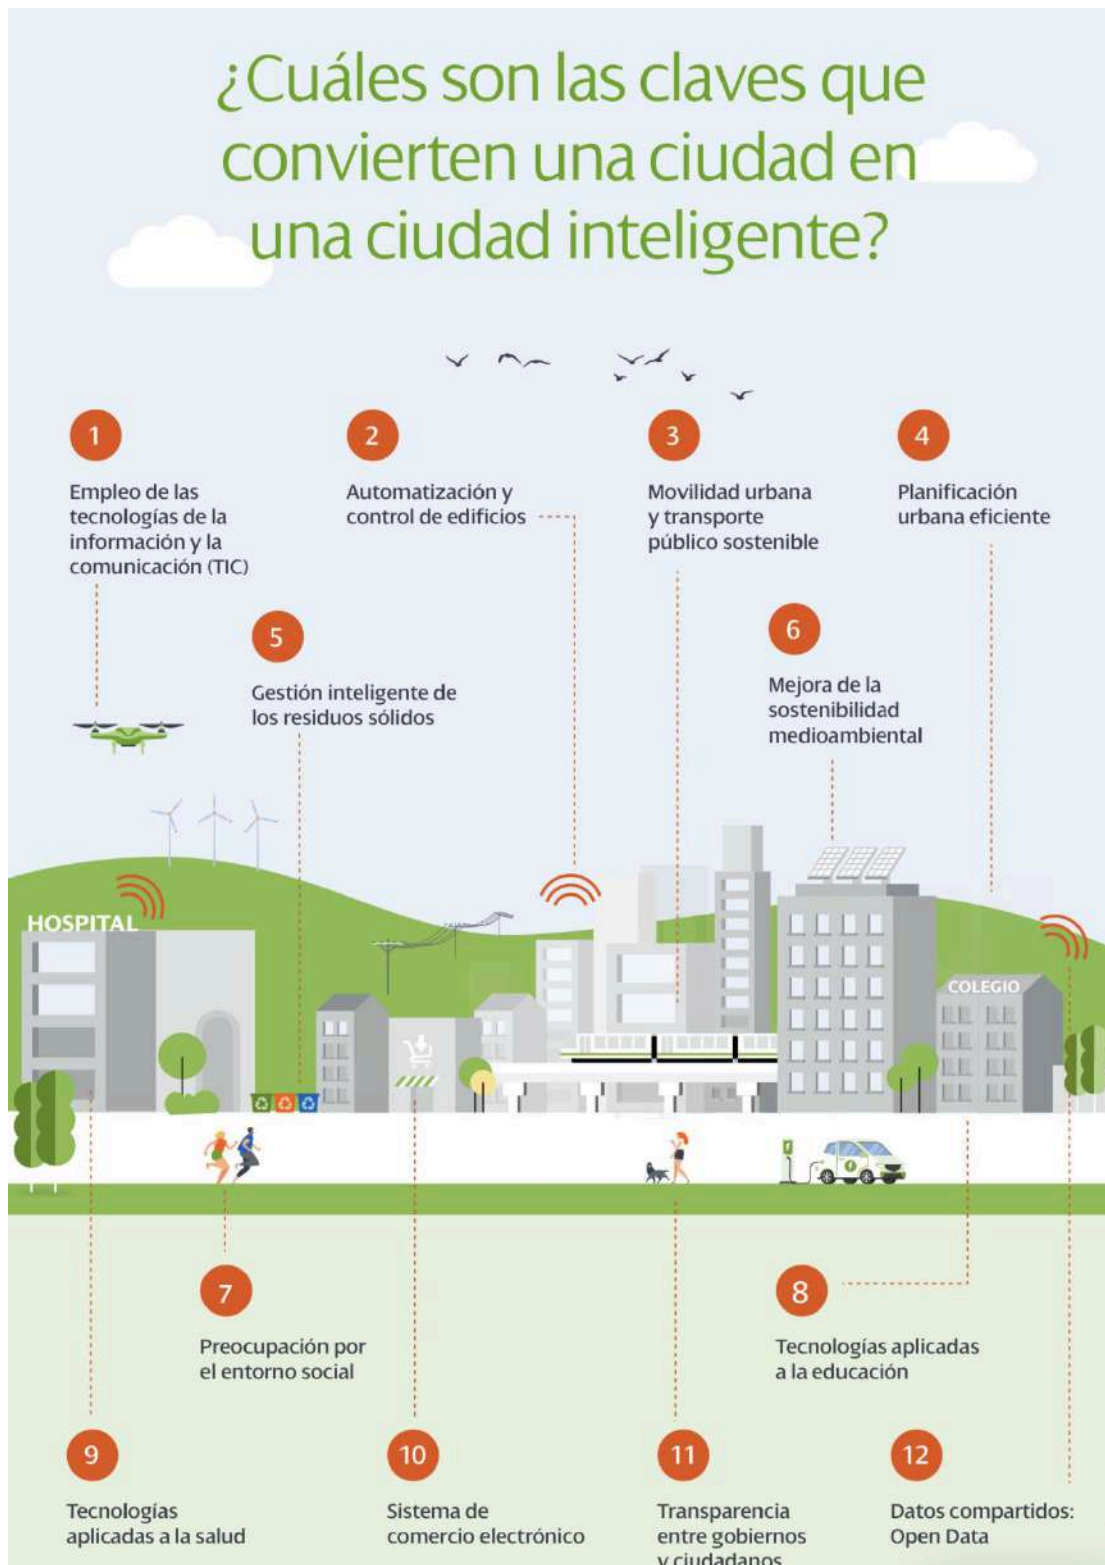 ¿Cuáles son las claves que
convierten una ciudad en
una ciudad inteligente?
1
Empleo de las
tecnologías de la
información y la
comunicación (TIC)
2
Automatización y
control de edificios
3
Movilidad urbana
y transporte
público sostenible
4
Planificación
urbana eficiente
5
Gestión inteligente de
los residuos sólidos
6
Mejora de la
sostenibilidad
medioambiental
HOSPITAL
COLEGIO
7
Preocupación por
el entorno social
8
Tecnologías aplicadas
a la educación
9
Tecnologías
aplicadas a la salud
10
Sistema de
comercio electrónico
11
Transparencia
entre gobiernos
y ciudadanos
12
Datos compartidos:
Open Data